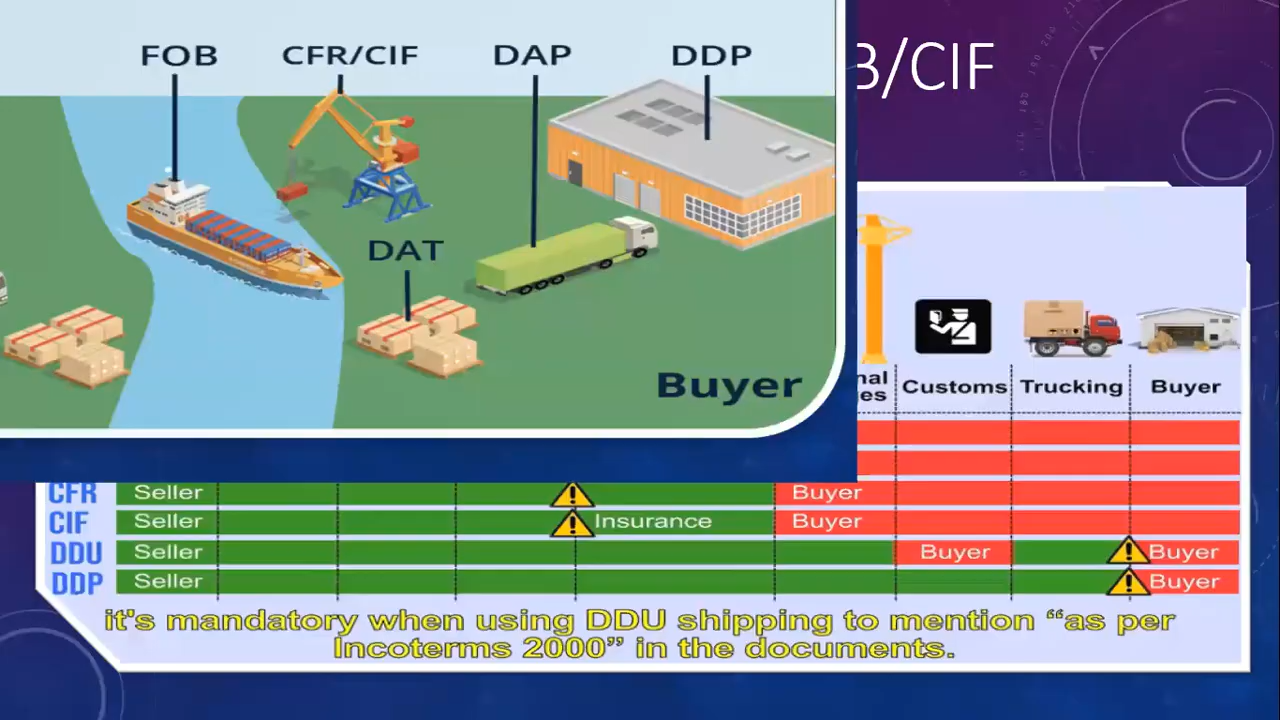 FOB CFR/CIF DAP DDP
B/CIF
DAT
Buyer
nal
es Customs Trucking Buyer
CFR Seller Buyer
CIF Seller Insurance Buyer
DDU Seller Buyer Buyer
DDP Seller Buyer
it's mandatory when using DDU shipping to mention “as per
Incoterms 2000” in the documents.